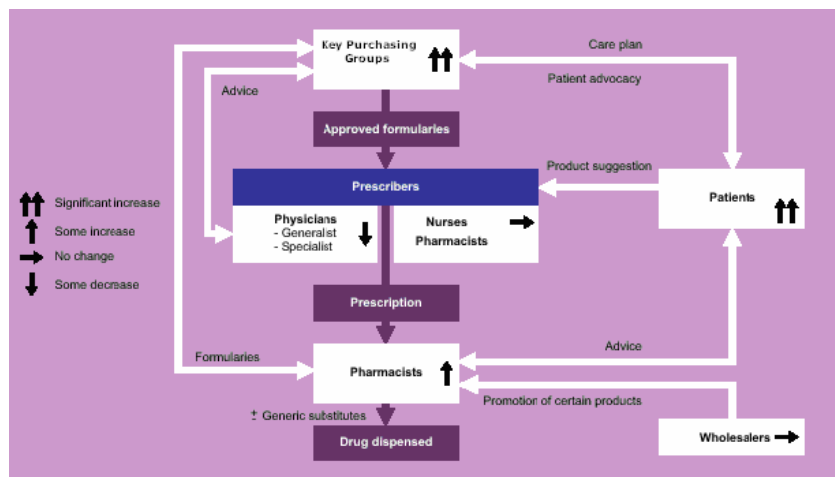 Key Purchasing
Groups
Care plan
Patient advocacy
Advice
Approved formularies
Prescribers
Product suggestion
Patients
Physicians
- Generalist
- Specialist
Nurses
Pharmacists
Significant increase
Some increase
No change
Some decrease
Prescription
Formularies
Pharmacists
Advice
Promotion of certain products
± Generic substitutes
Wholesalers
Drug dispensed